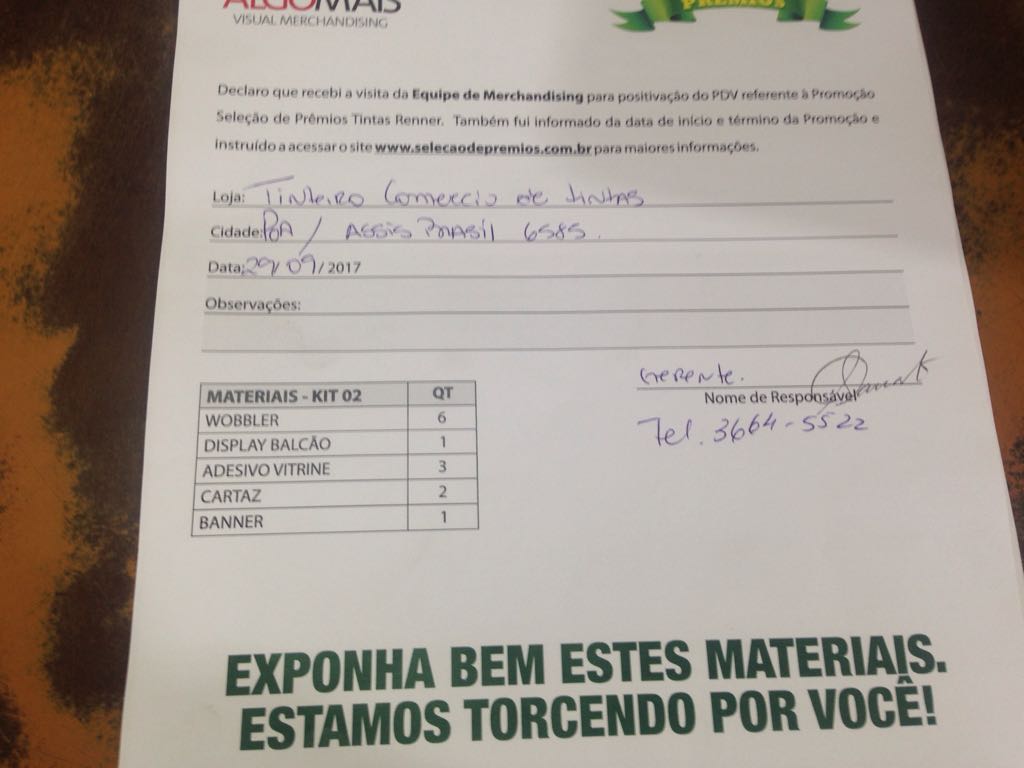 ALGOMAIS
PRÊMIOS
VISUAL MERCHANDISING
Declaro que recebi a visita da Equipe de Merchandising para positivação do PDV referente à Promoção
Seleção de Prêmios Tintas Renner. Também fui informado da data de início e término da Promoção e
instruído a acessar o site www.selecaodepremios.com.br para maiores informações.
Loja: Tinteiro Comercio de tintas
Cidade: POA / ASSIS BRASIL 6585.
Data: 29/09/2017
Observações:
Gerente.
Nome de Responsável
Tel. 3664-5522
MATERIAIS - KIT 02 QT
WOBBLER 6
DISPLAY BALCÃO 1
ADESIVO VITRINE 3
CARTAZ 2
BANNER 1
EXPONHA BEM ESTES MATERIAIS.
ESTAMOS TORCENDO POR VOCÊ!